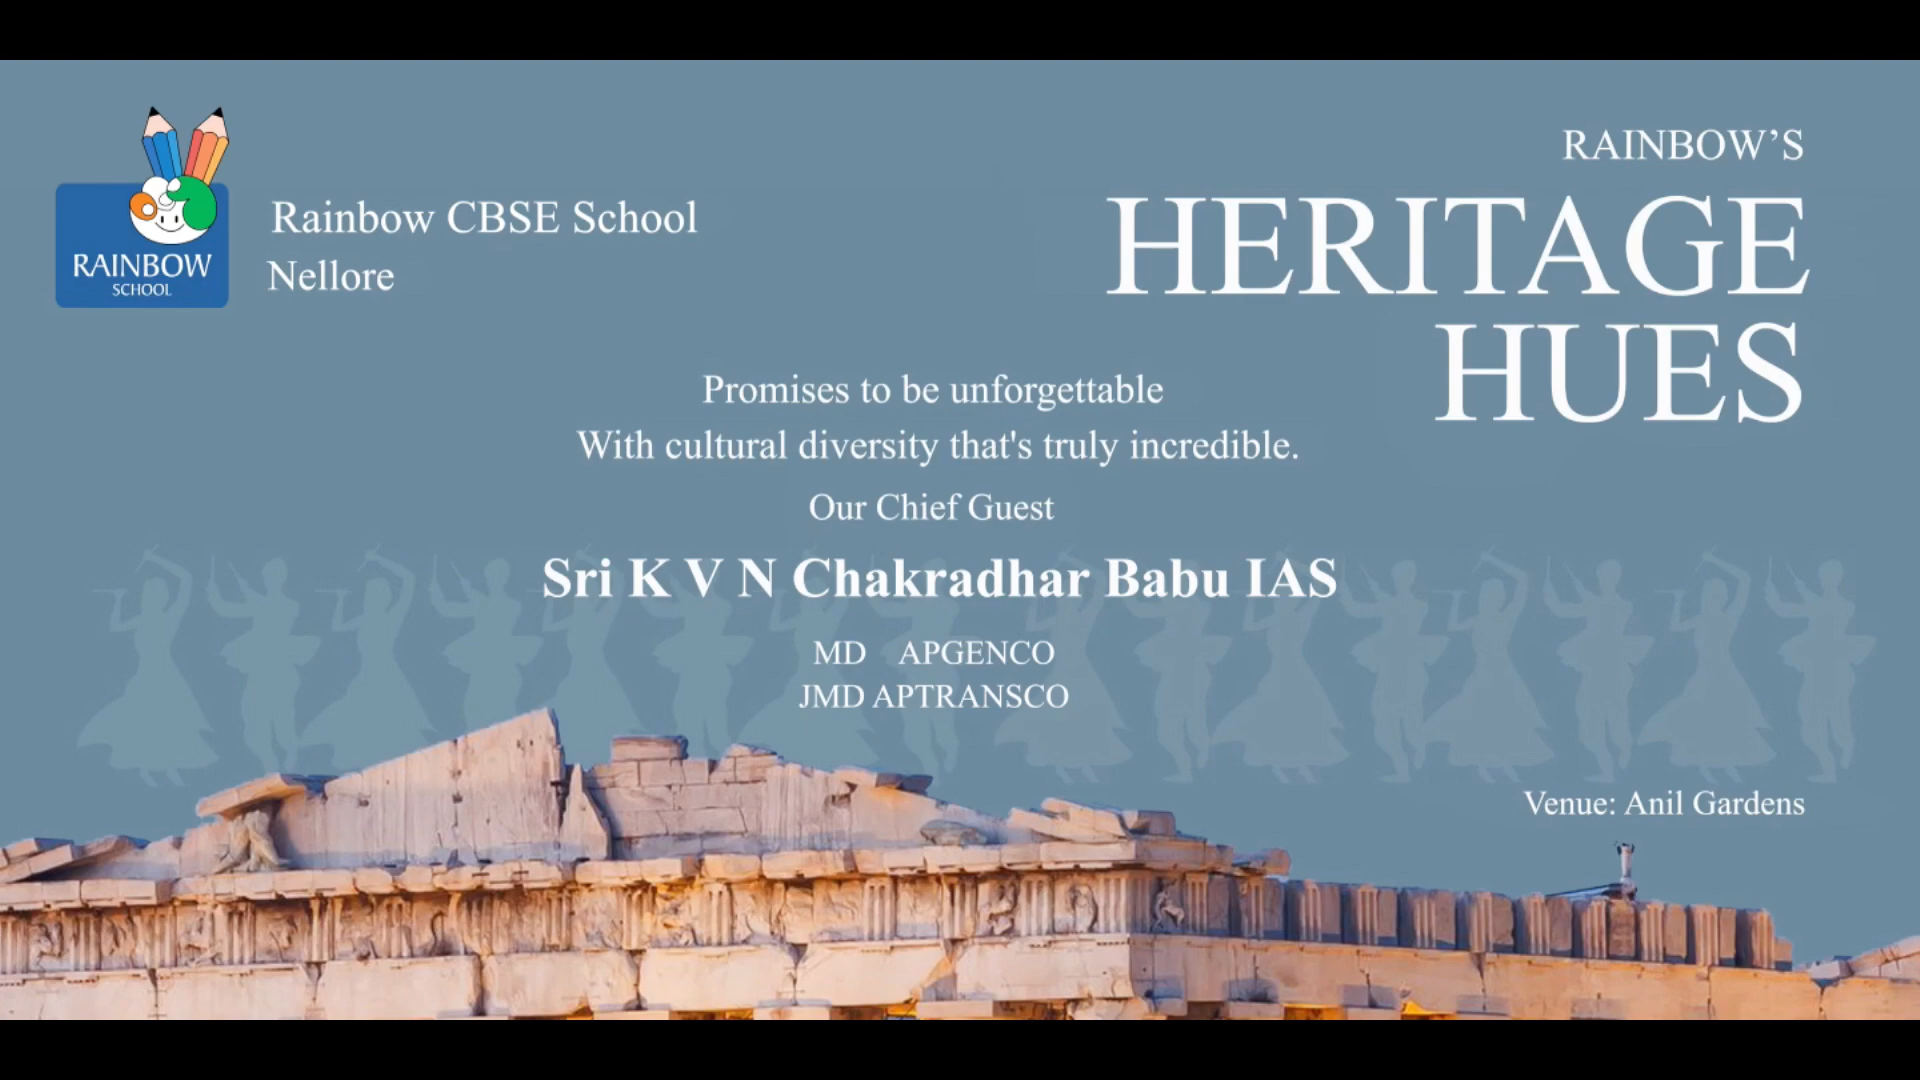 RAINBOW
SCHOOL
Rainbow CBSE School
Nellore
RAINBOW’S
HERITAGE
HUES
Promises to be unforgettable
With cultural diversity that's truly incredible.
Our Chief Guest
Sri K V N Chakradhar Babu IAS
MD APGENCO
JMD APTRANSCO
Venue: Anil Gardens